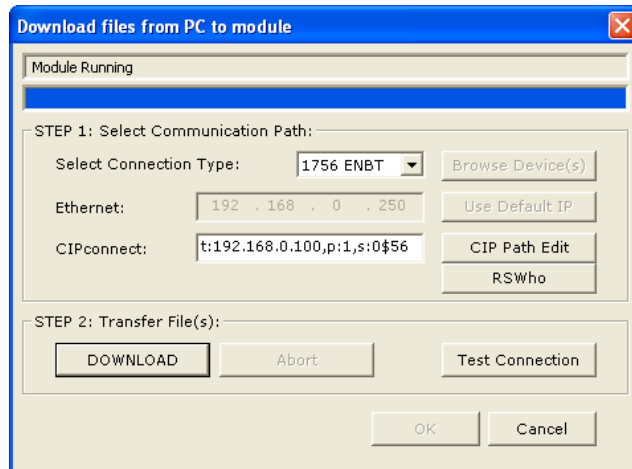 Download files from PC to module
Module Running
STEP 1: Select Communication Path:
Select Connection Type: 1756 ENBT Browse Device(s)
Ethernet: 192 . 168 . 0 . 250 Use Default IP
CIPconnect: t:192.168.0.100,p:1,s:0$56 CIP Path Edit
RSWho
STEP 2: Transfer File(s):
DOWNLOAD Abort Test Connection
OK Cancel